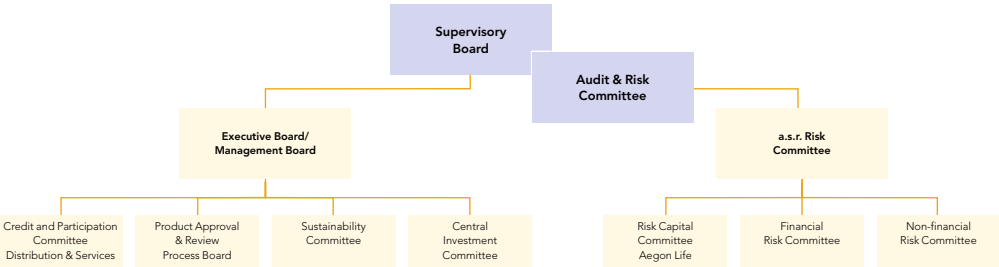 Supervisory
Board
Audit & Risk
Committee
Executive Board/
Management Board
a.s.r. Risk
Committee
Credit and Participation
Committee
Distribution & Services
Product Approval
& Review
Process Board
Sustainability
Committee
Central
Investment
Committee
Risk Capital
Committee
Aegon Life
Financial
Risk Committee
Non-financial
Risk Committee